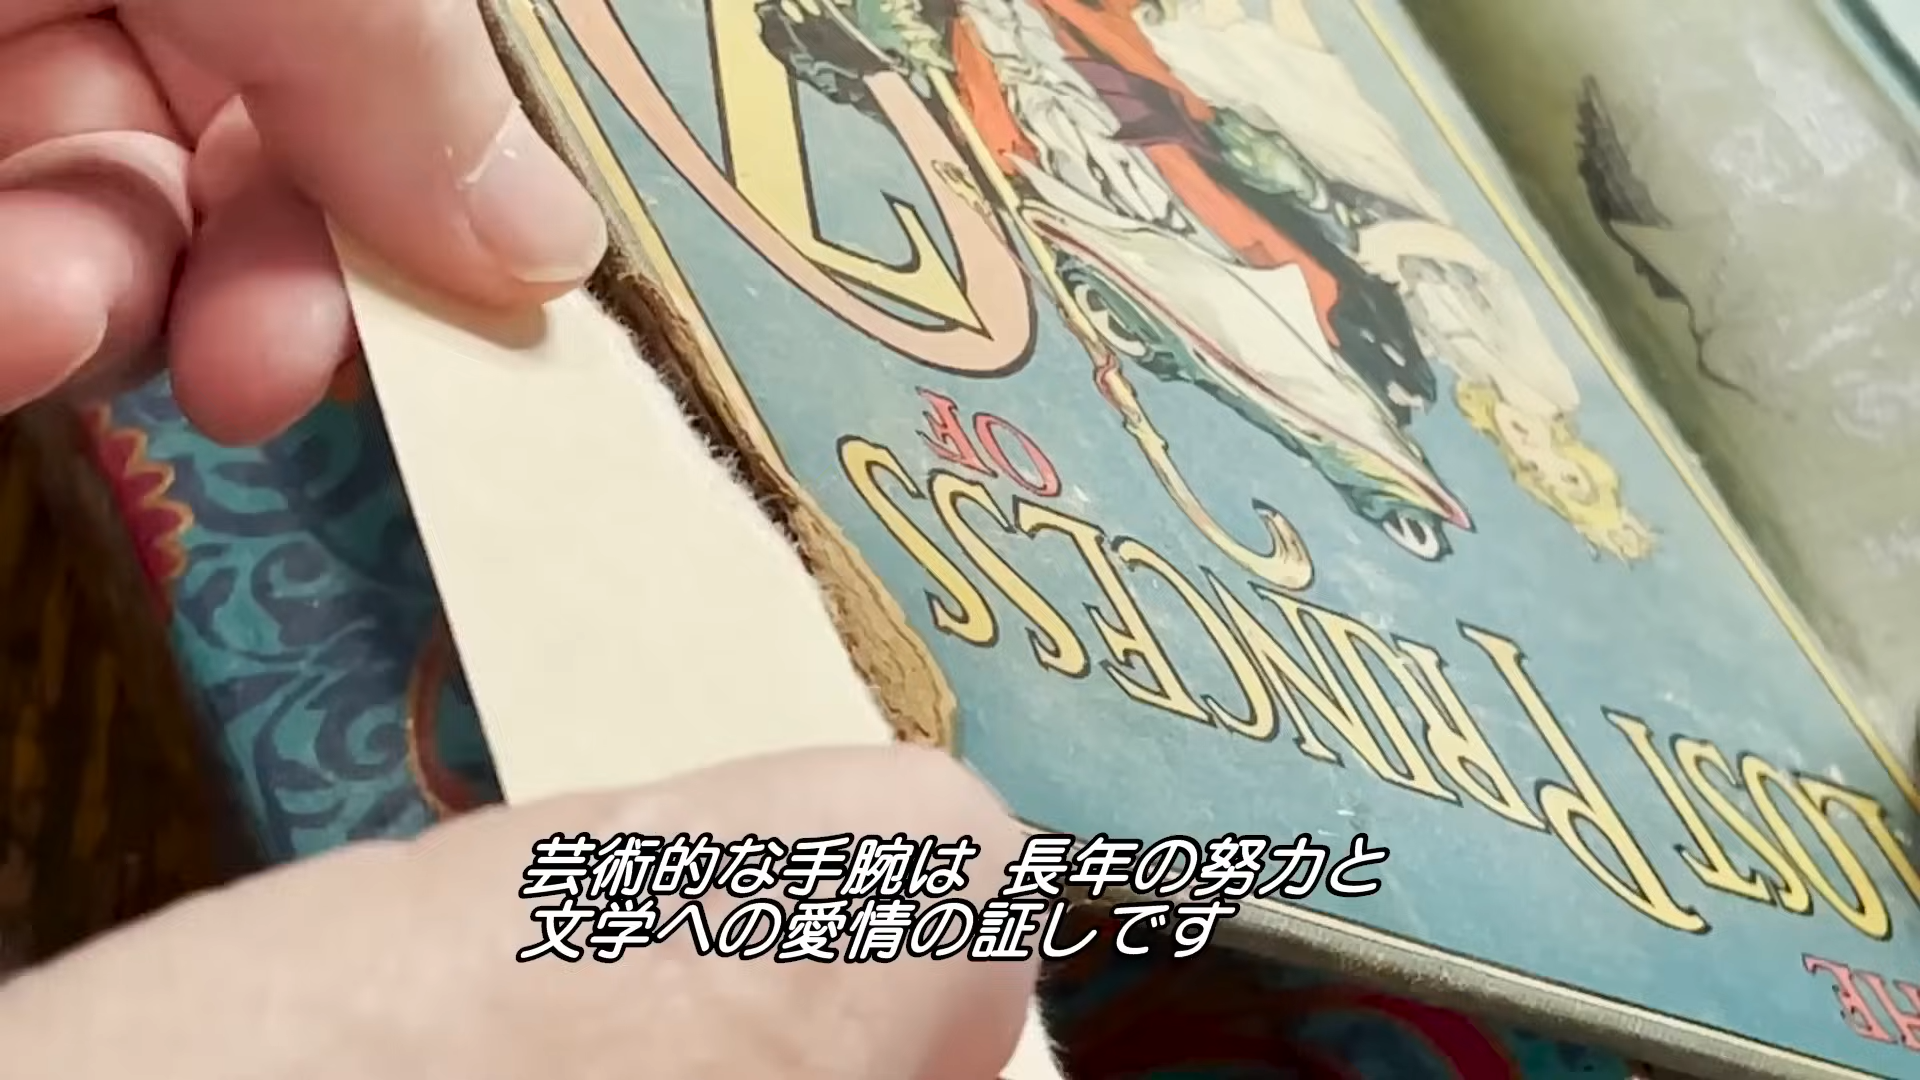 THE
LOST PRINCESS
OF
OZ
芸術的な手腕は 長年の努力と
文学への愛情の証しです